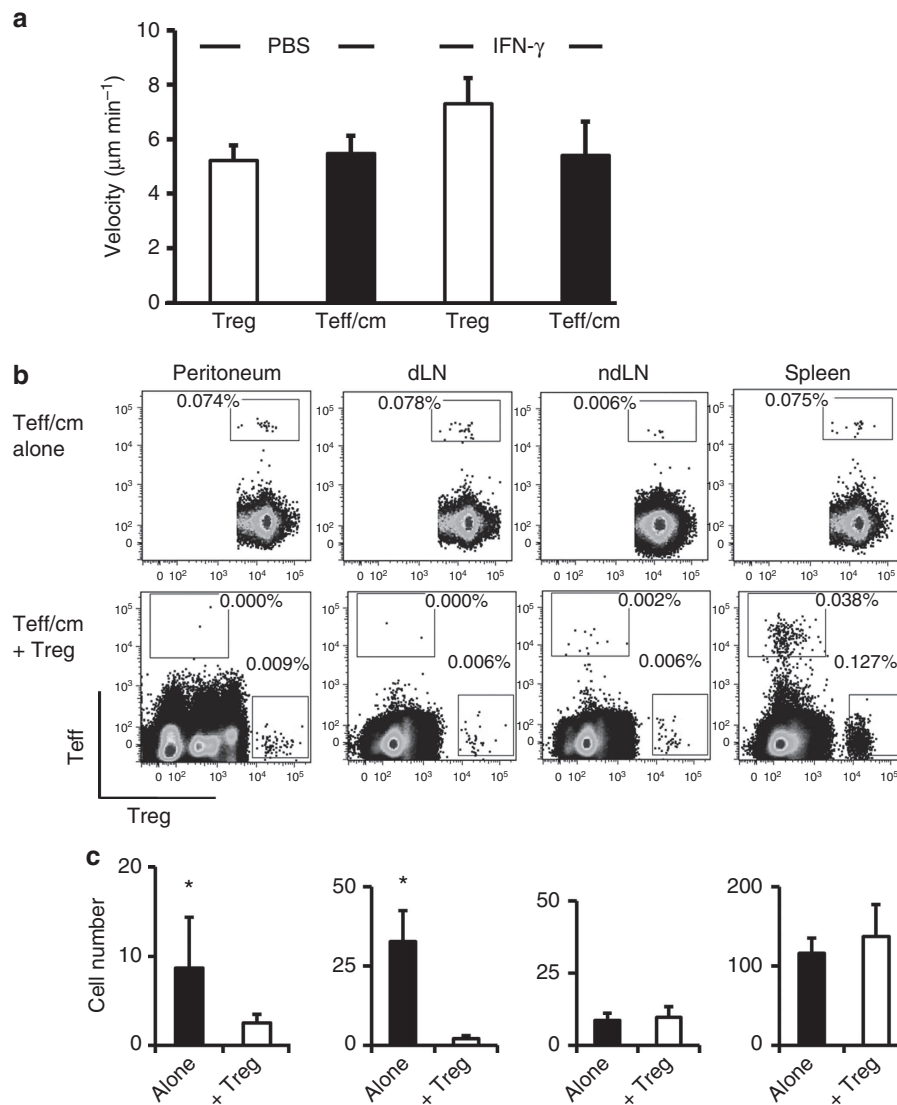 a
10
8
6
4
2
0
Velocity (µm min⁻¹)
PBS
IFN-γ
Treg
Teff/cm
Treg
Teff/cm
b
Peritoneum
dLN
ndLN
Spleen
Teff/cm
alone
0.074%
0.078%
0.006%
0.075%
10⁵
10⁴
10³
10²
0
0 10² 10³ 10⁴ 10⁵
10⁵
10⁴
10³
10²
0
0 10² 10³ 10⁴ 10⁵
10⁵
10⁴
10³
10²
0
0 10² 10³ 10⁴ 10⁵
10⁵
10⁴
10³
10²
0
0 10² 10³ 10⁴ 10⁵
Teff/cm
+ Treg
0.000%
0.009%
0.000%
0.006%
0.002%
0.006%
0.038%
0.127%
10⁵
10⁴
10³
10²
0
0 10² 10³ 10⁴ 10⁵
10⁵
10⁴
10³
10²
0
0 10² 10³ 10⁴ 10⁵
10⁵
10⁴
10³
10²
0
0 10² 10³ 10⁴ 10⁵
10⁵
10⁴
10³
10²
0
0 10² 10³ 10⁴ 10⁵
Teff
Treg
c
Cell number
20
10
0
*
Alone
+ Treg
50
25
0
*
Alone
+ Treg
50
25
0
Alone
+ Treg
200
100
0
Alone
+ Treg